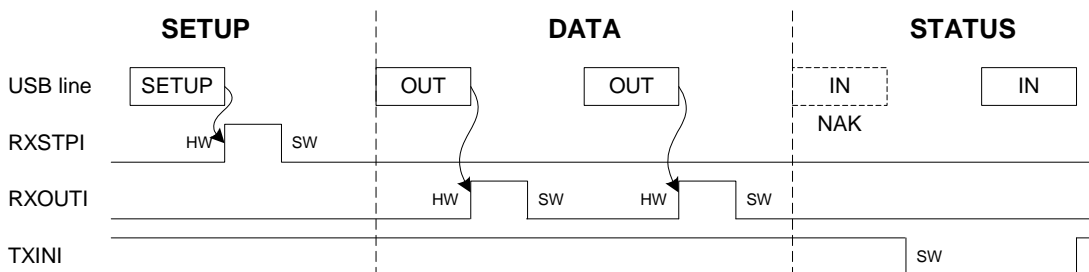 SETUP DATA STATUS
USB line SETUP OUT OUT IN IN
NAK
RXSTPI HW SW
RXOUTI HW SW HW SW
TXINI SW